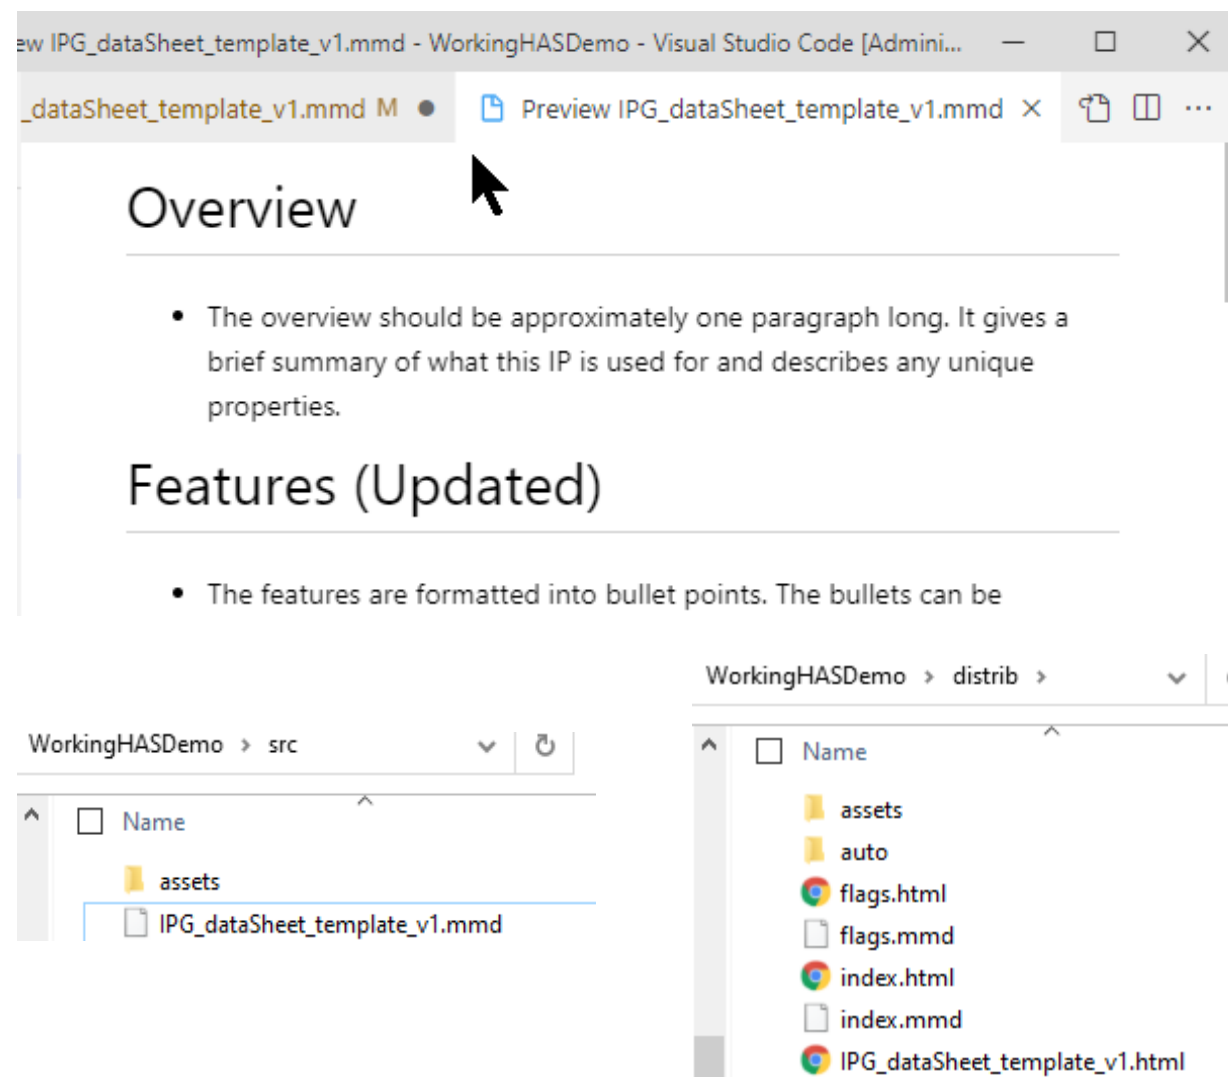 ew IPG_dataSheet_template_v1.mmd - WorkingHASDemo - Visual Studio Code [Admini...
_dataSheet_template_v1.mmd M ● Preview IPG_dataSheet_template_v1.mmd
Overview
• The overview should be approximately one paragraph long. It gives a
brief summary of what this IP is used for and describes any unique
properties.
Features (Updated)
• The features are formatted into bullet points. The bullets can be
WorkingHASDemo > src
Name
assets
IPG_dataSheet_template_v1.mmd
WorkingHASDemo > distrib >
Name
assets
auto
flags.html
flags.mmd
index.html
index.mmd
IPG_dataSheet_template_v1.html